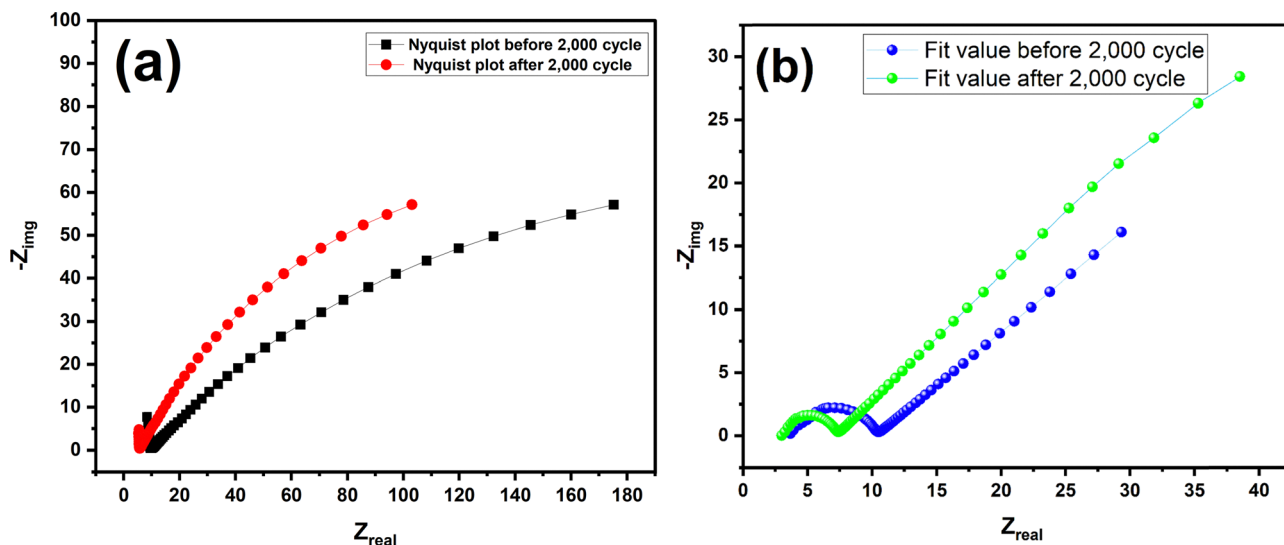 (a)
Nyquist plot before 2,000 cycle
Nyquist plot after 2,000 cycle
100
90
80
70
60
50
40
30
20
10
0
-Zimg
0 20 40 60 80 100 120 140 160 180
Zreal
(b)
Fit value before 2,000 cycle
Fit value after 2,000 cycle
30
25
20
15
10
5
0
-Zimg
0 5 10 15 20 25 30 35 40
Zreal